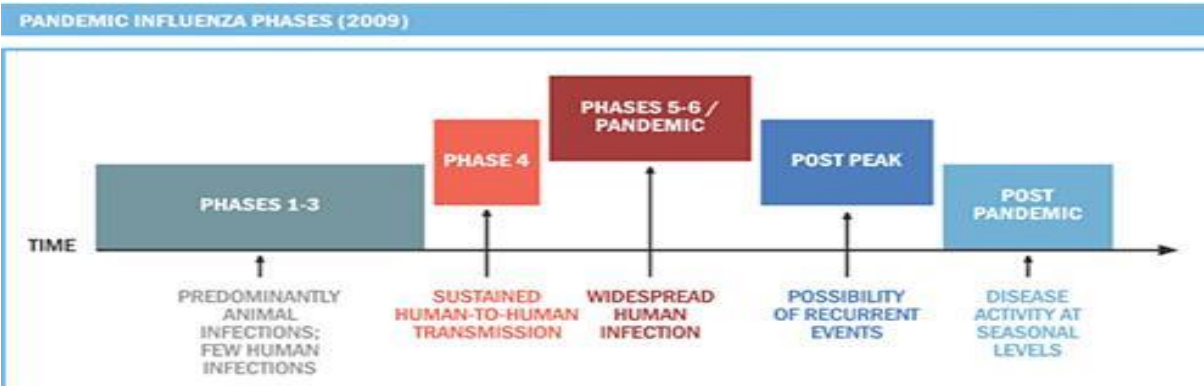 PANDEMIC INFLUENZA PHASES (2009)
PHASES 5-6 /
PANDEMIC
PHASE 4
POST PEAK
PHASES 1-3
POST
PANDEMIC
TIME
PREDOMINANTLY
ANIMAL
INFECTIONS;
FEW HUMAN
INFECTIONS
SUSTAINED
HUMAN-TO-HUMAN
TRANSMISSION
WIDESPREAD
HUMAN
INFECTION
POSSIBILITY
OF RECURRENT
EVENTS
DISEASE
ACTIVITY AT
SEASONAL
LEVELS